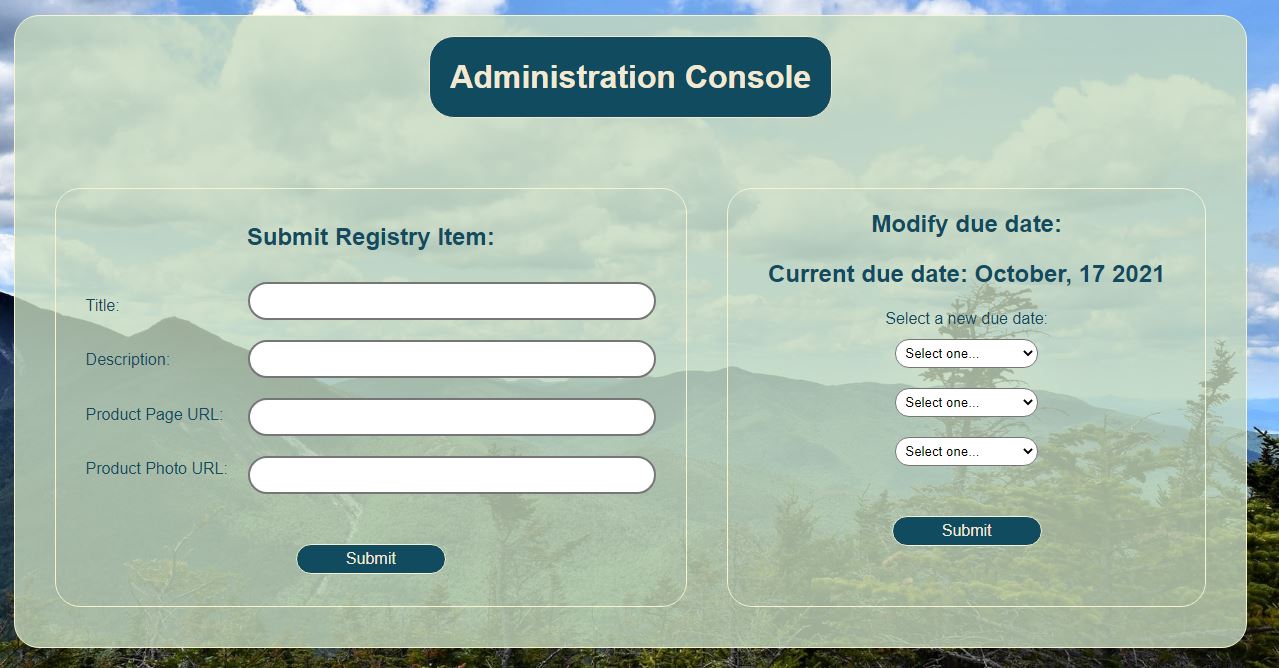 Administration Console
Submit Registry Item:
Title:
Description:
Product Page URL:
Product Photo URL:
Submit
Modify due date:
Current due date: October, 17 2021
Select a new due date:
Select one...
Select one...
Select one...
Submit